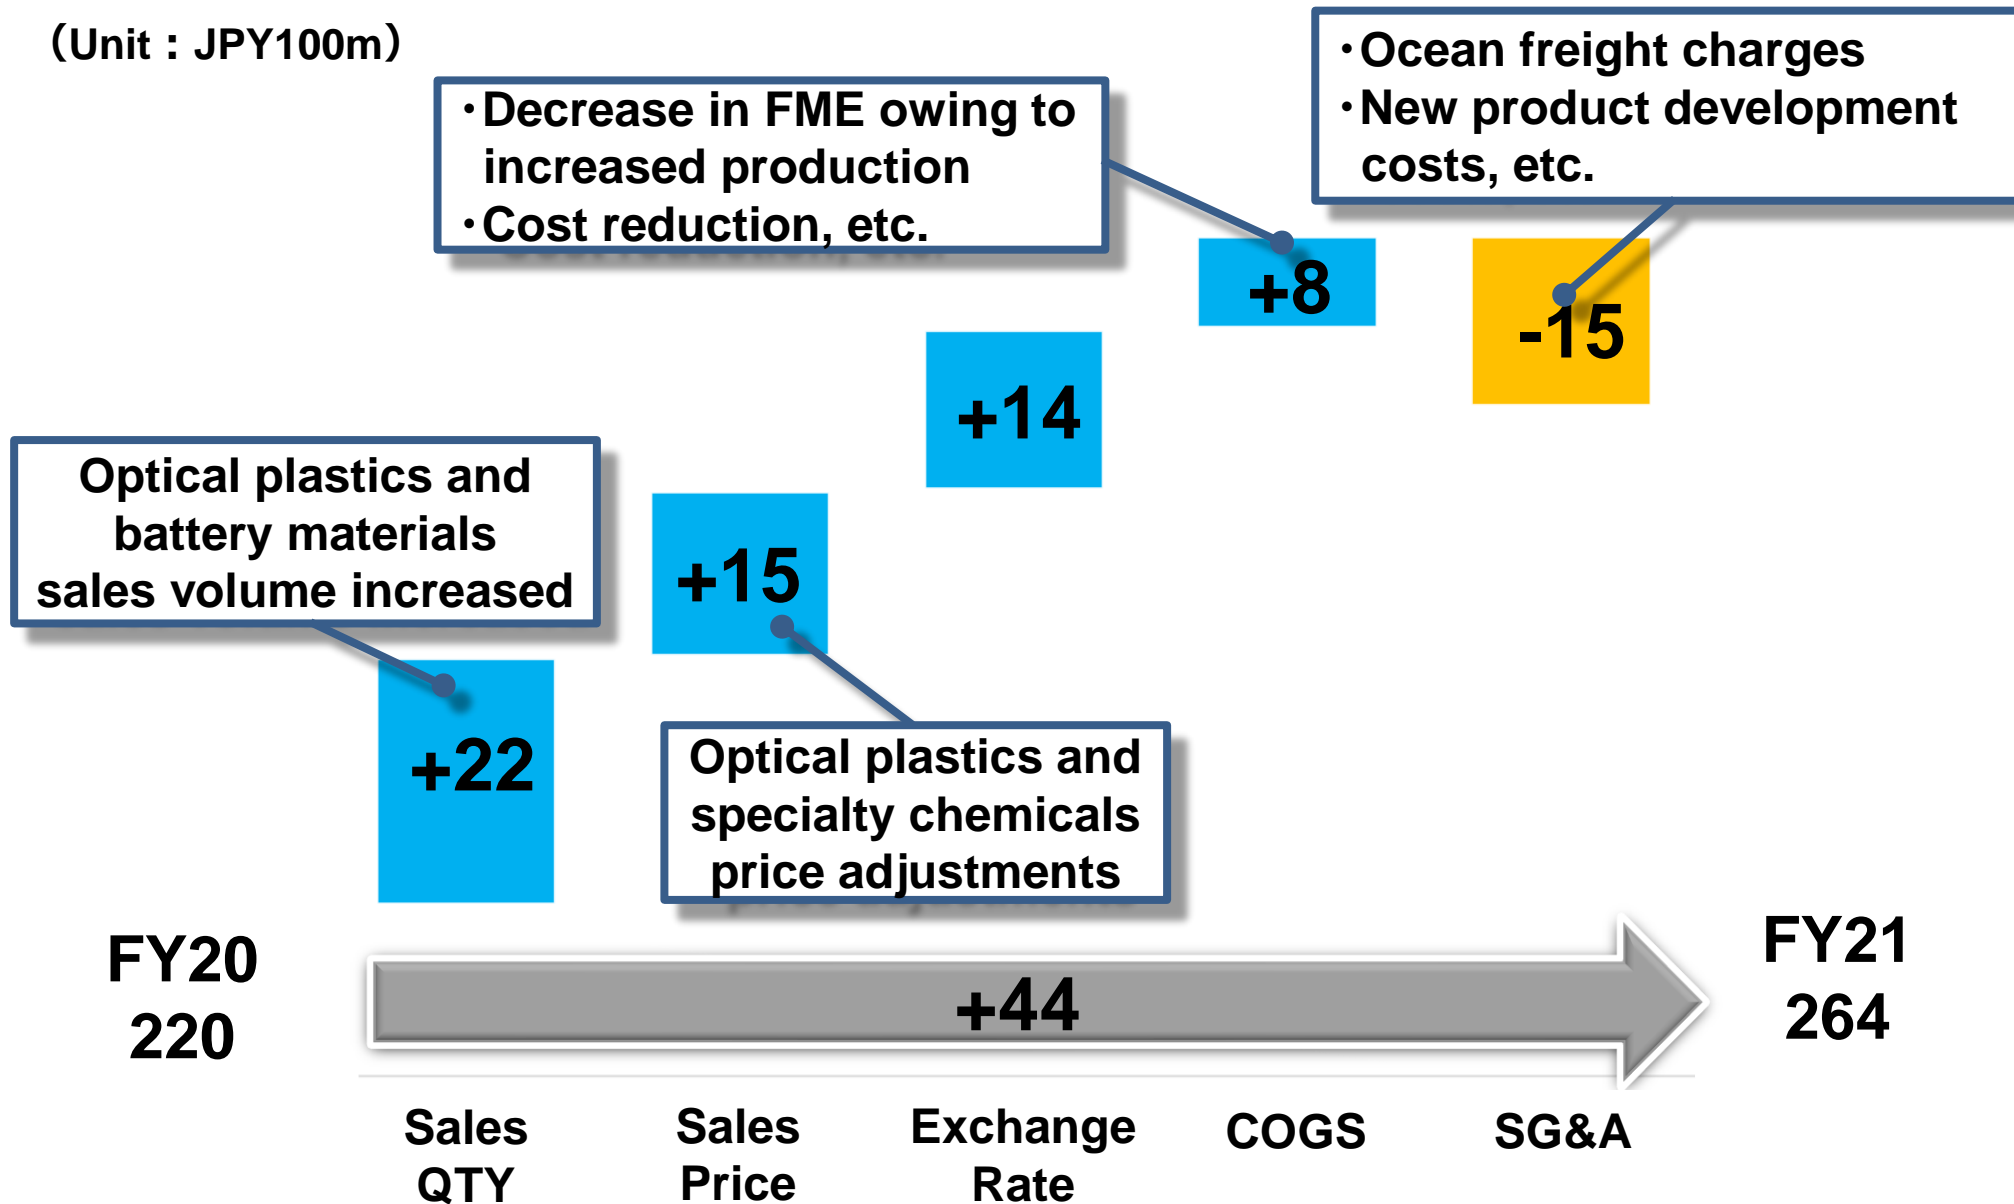 （Unit：JPY100m）
・Decrease in FME owing to
increased production
・Cost reduction, etc.
・Ocean freight charges
・New product development
costs, etc.
+8
-15
+14
Optical plastics and
battery materials
sales volume increased
+15
+22
Optical plastics and
specialty chemicals
price adjustments
FY20
220
+44
FY21
264
Sales
QTY
Sales
Price
Exchange
Rate
COGS
SG&A